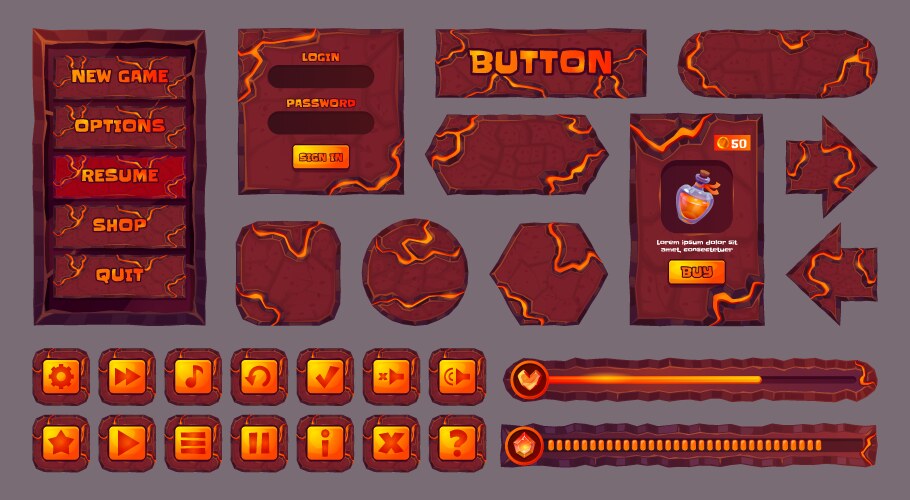 NEW GAME
OPTIONS
RESUME
SHOP
QUIT
LOGIN
PASSWORD
SIGN IN
BUTTON
50
Lorem ipsum dolor sit
amet, consectetuer
BUY